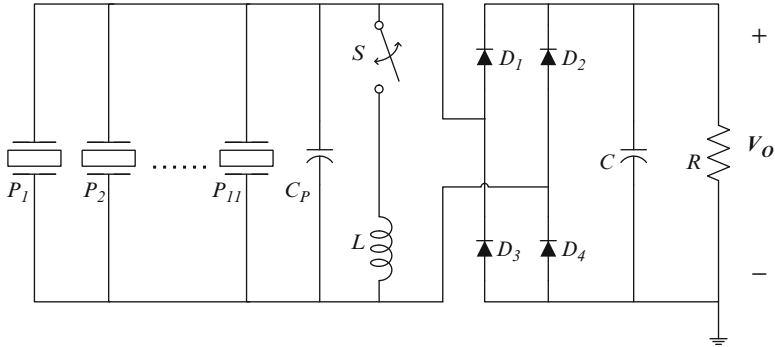 S
D1
D2
+
P1
P2
......
P11
CP
C
R
VO
L
D3
D4
−